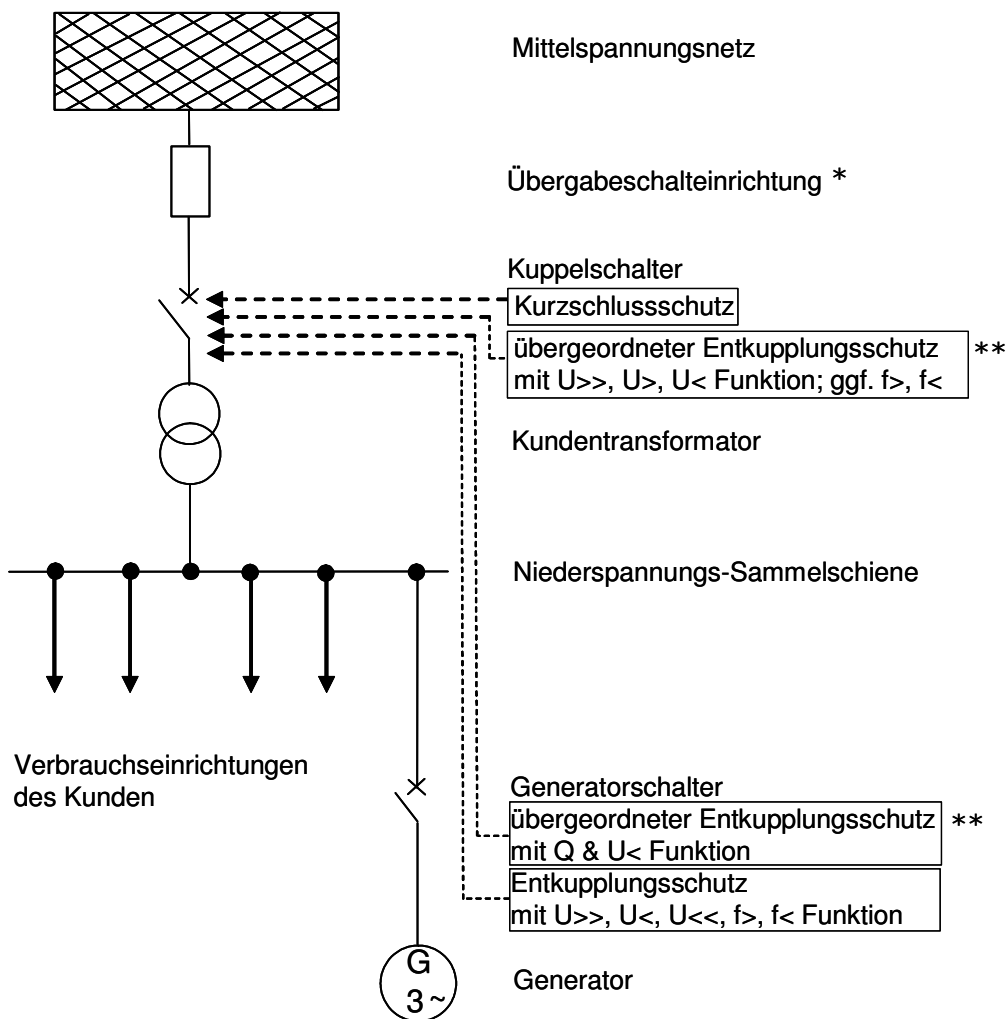 Mittelspannungsnetz
Übergabeschalteinrichtung *
Kuppelschalter
Kurzschlussschutz
übergeordneter Entkupplungsschutz **
mit U>>, U>, U< Funktion; ggf. f>, f<
Kundentransformator
Niederspannungs-Sammelschiene
Verbrauchseinrichtungen
des Kunden
Generatorschalter
übergeordneter Entkupplungsschutz **
mit Q & U< Funktion
Entkupplungsschutz
mit U>>, U<, U<<, f>, f< Funktion
G
3~
Generator